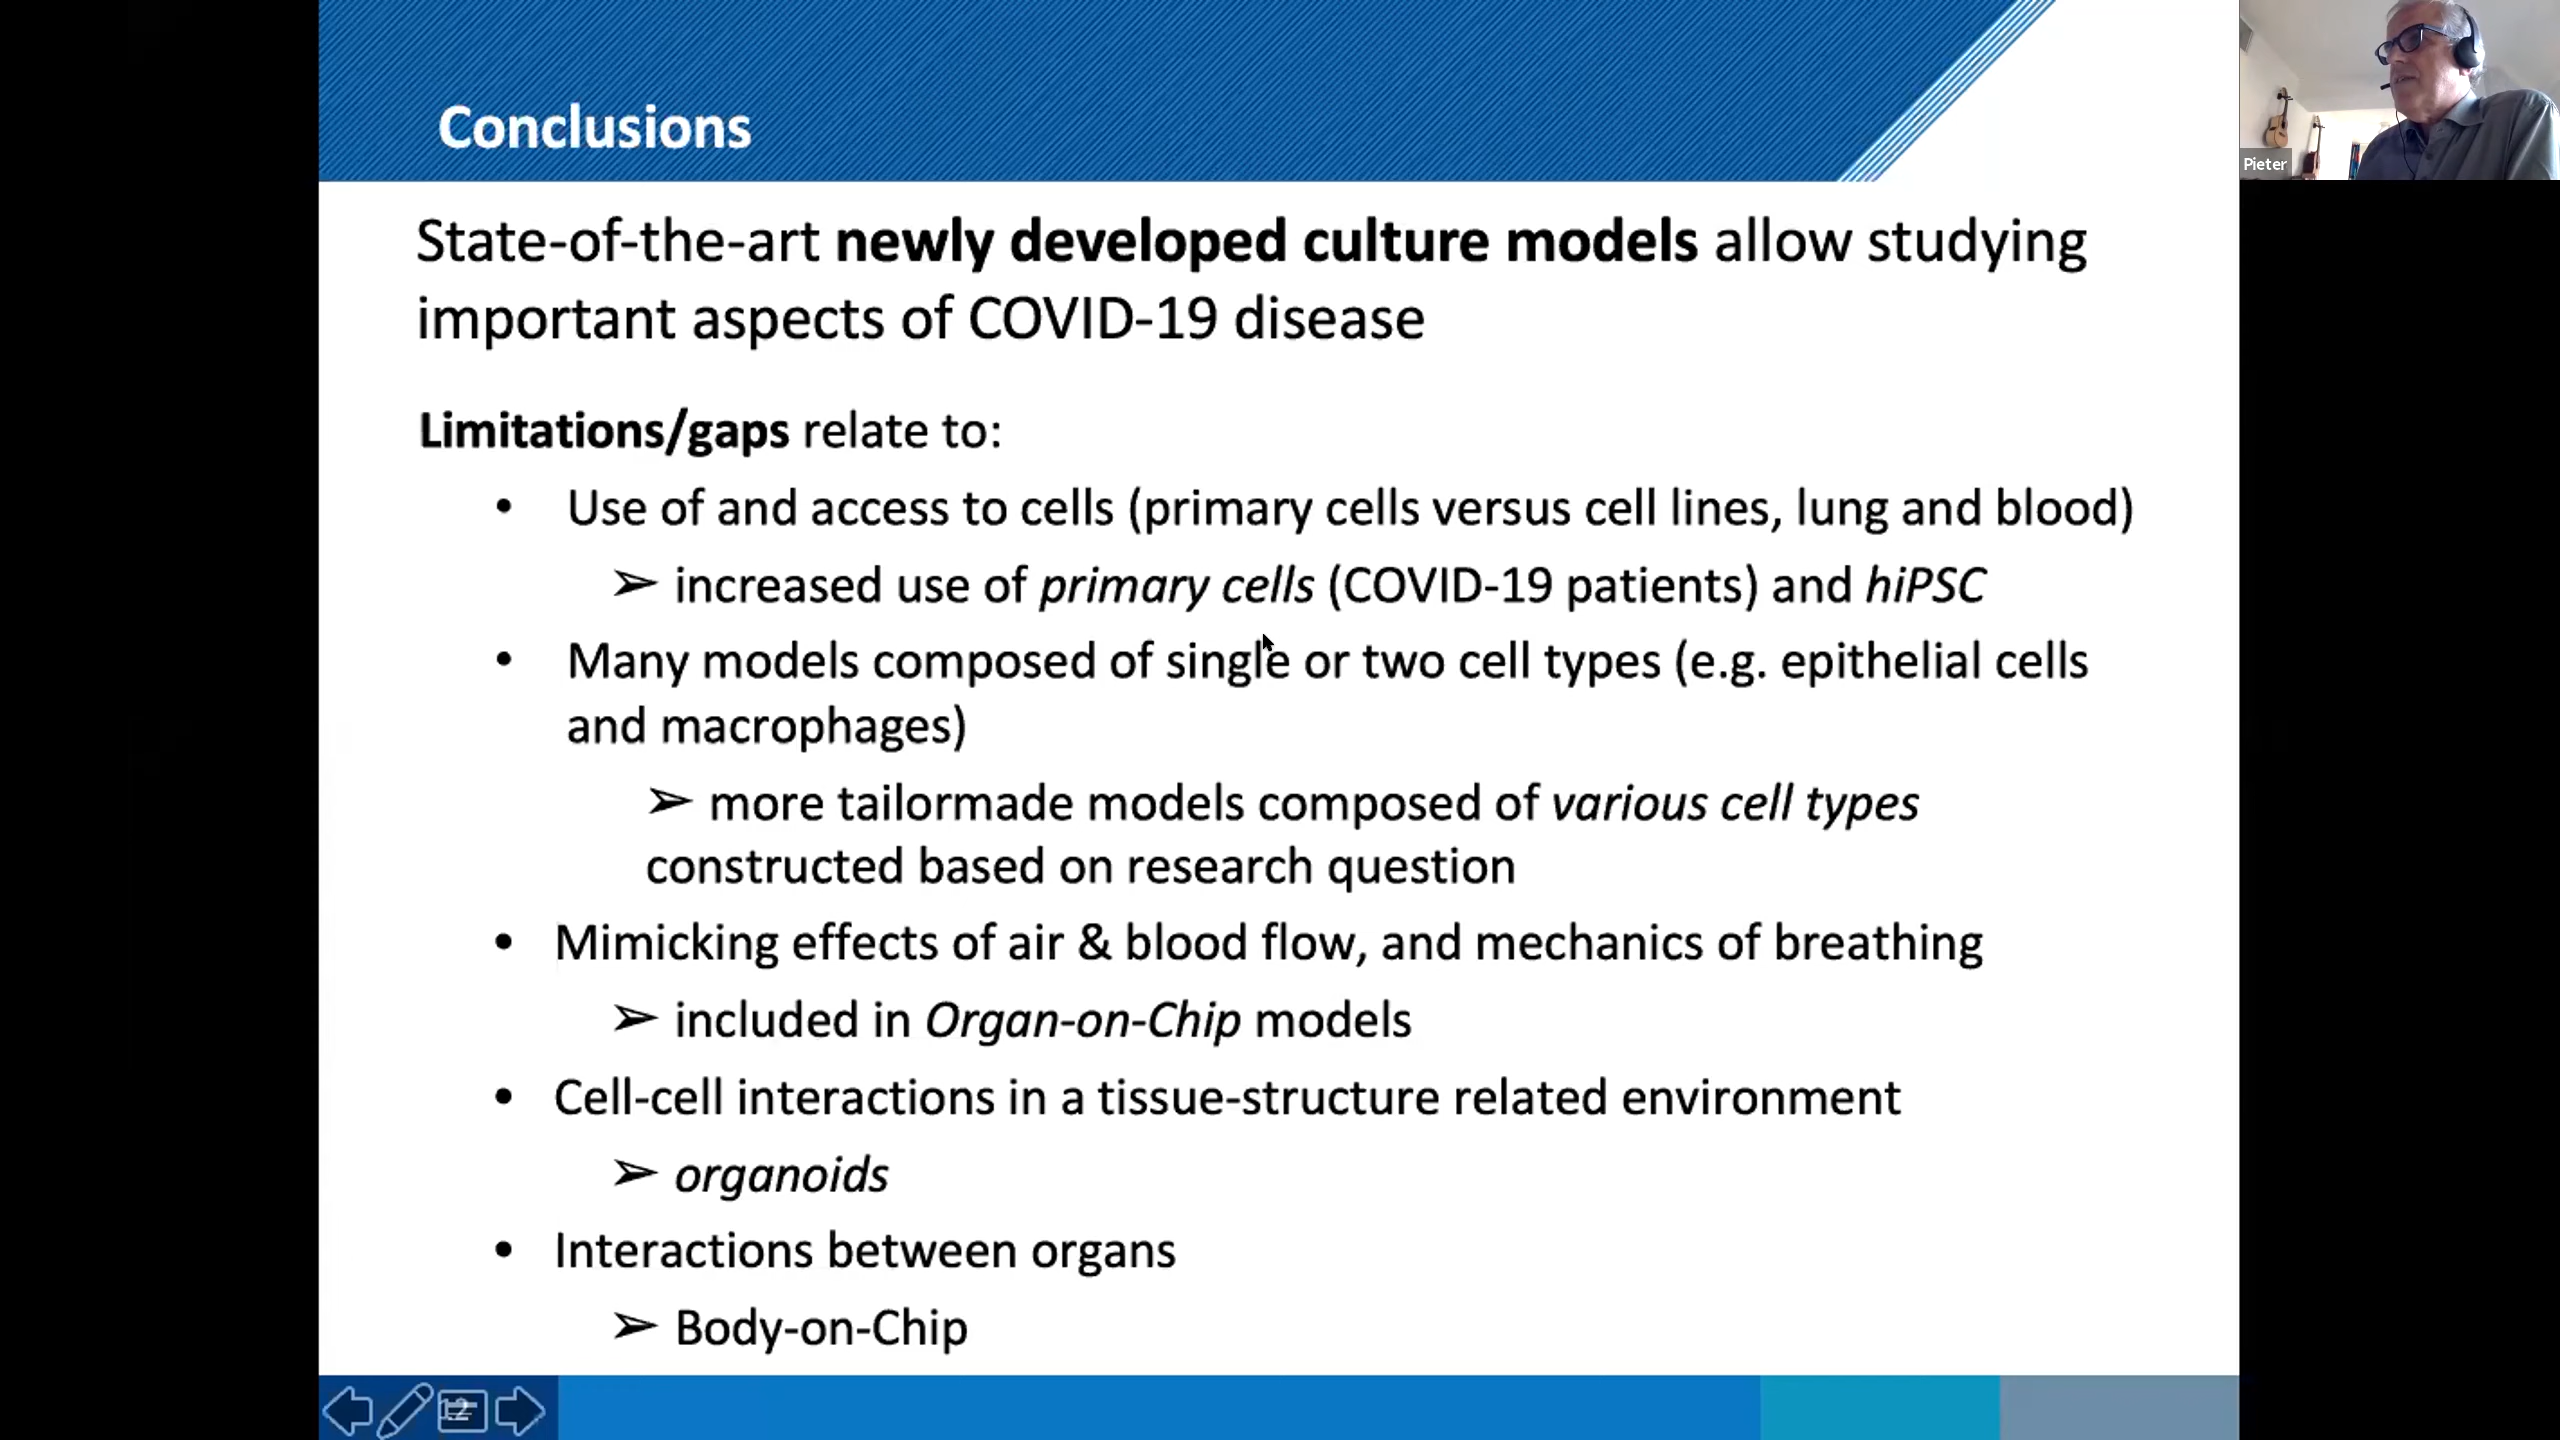 Conclusions
Pieter
State-of-the-art newly developed culture models allow studying
important aspects of COVID-19 disease
Limitations/gaps relate to:
• Use of and access to cells (primary cells versus cell lines, lung and blood)
➢ increased use of primary cells (COVID-19 patients) and hiPSC
• Many models composed of single or two cell types (e.g. epithelial cells
and macrophages)
➢ more tailormade models composed of various cell types
constructed based on research question
• Mimicking effects of air & blood flow, and mechanics of breathing
➢ included in Organ-on-Chip models
• Cell-cell interactions in a tissue-structure related environment
➢ organoids
• Interactions between organs
➢ Body-on-Chip
12